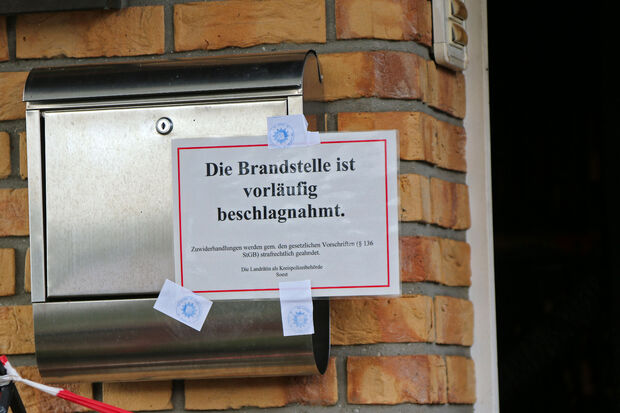 Die Brandstelle ist
vorläufig
beschlagnahmt.
Zuwiderhandlungen werden gem. den gesetzlichen Vorschriften (§ 136
StGB) strafrechtlich geahndet.
Die Landrätin als Kreispolizeibehörde
Soest